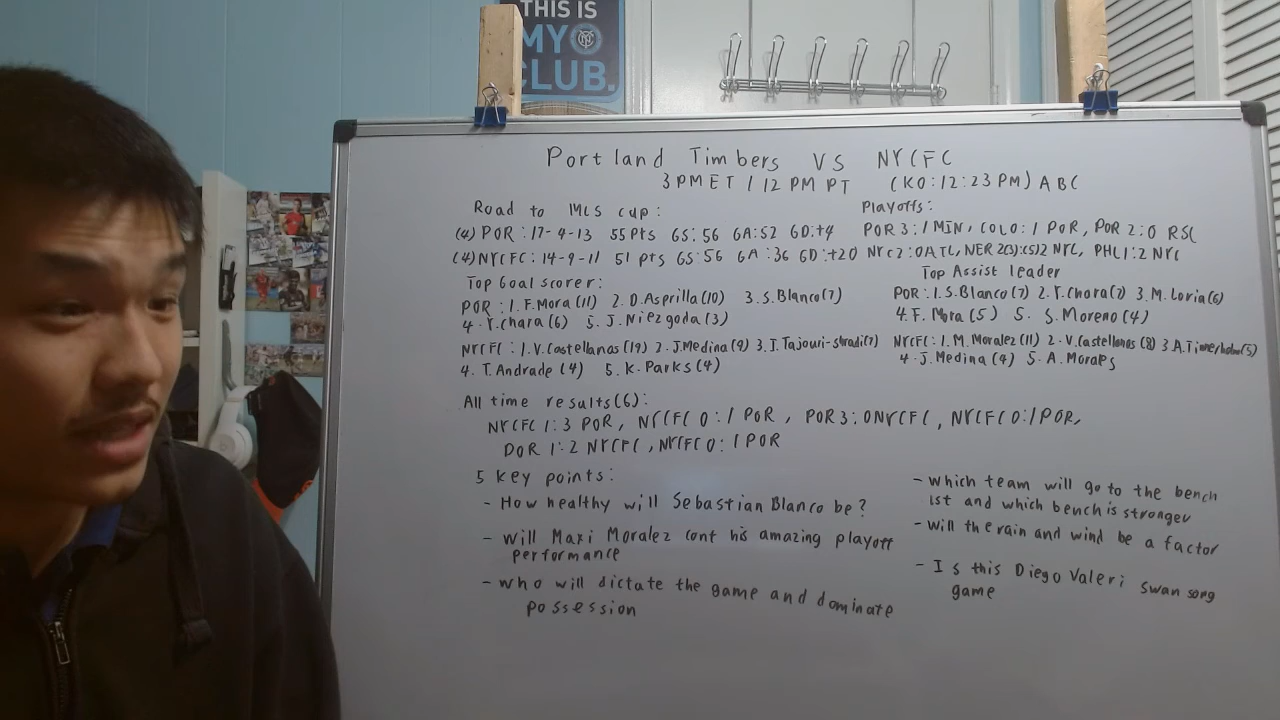 THIS IS
MY
CLUB.
Portland Timbers VS NYCFC
3 PM ET / 12 PM PT (KO: 12:23 PM) ABC
Road to MLS cup:
(4) POR: 17-4-13 55 Pts GS: 56 GA: 52 GD: +4
(4) NYCFC: 14-9-11 51 pts GS: 56 GA: 36 GD: +20
Playoffs:
POR 3:1 MIN, COLO: 1 POR, POR 2:0 RSL
NYC 2:0 ATL, NER 2(3):(5)2 NYC, PHL 1:2 NYC
Top Goal scorer:
POR: 1. F. Mora (11) 2. D. Asprilla (10) 3. S. Blanco (7)
4. Y. Chara (6) 5. J. Niezgoda (3)
NYCFC: 1. V. Castellanos (19) 2. J. Medina (9) 3. I. Tajouri-shradi (7)
4. T. Andrade (4) 5. K. Parks (4)
Top Assist leader
POR: 1. S. Blanco (7) 2. Y. Chara (7) 3. M. Loria (6)
4. F. Mora (5) 5. S. Moreno (4)
NYCFC: 1. M. Moralez (11) 2. V. Castellanos (8) 3. A. (5)
4. J. Medina (4) 5. A. Morales
All time results (6):
NYCFC 1:3 POR, NYCFC 0:1 POR, POR 3:0 NYCFC, NYCFC 0:1 POR,
POR 1:2 NYCFC, NYCFC 0:1 POR
5 key points:
- How healthy will Sebastian Blanco be?
- will Maxi Moralez cont his amazing playoff
performance
- who will dictate the game and dominate
possession
- which team will go to the bench
1st and which bench is stronger
- will the rain and wind be a factor
- Is this Diego Valeri swan song
game